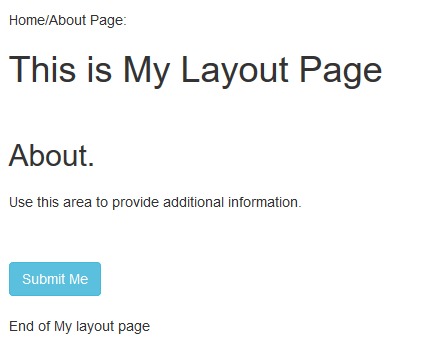 Home/About Page:
This is My Layout Page
About.
Use this area to provide additional information.
Submit Me
End of My layout page